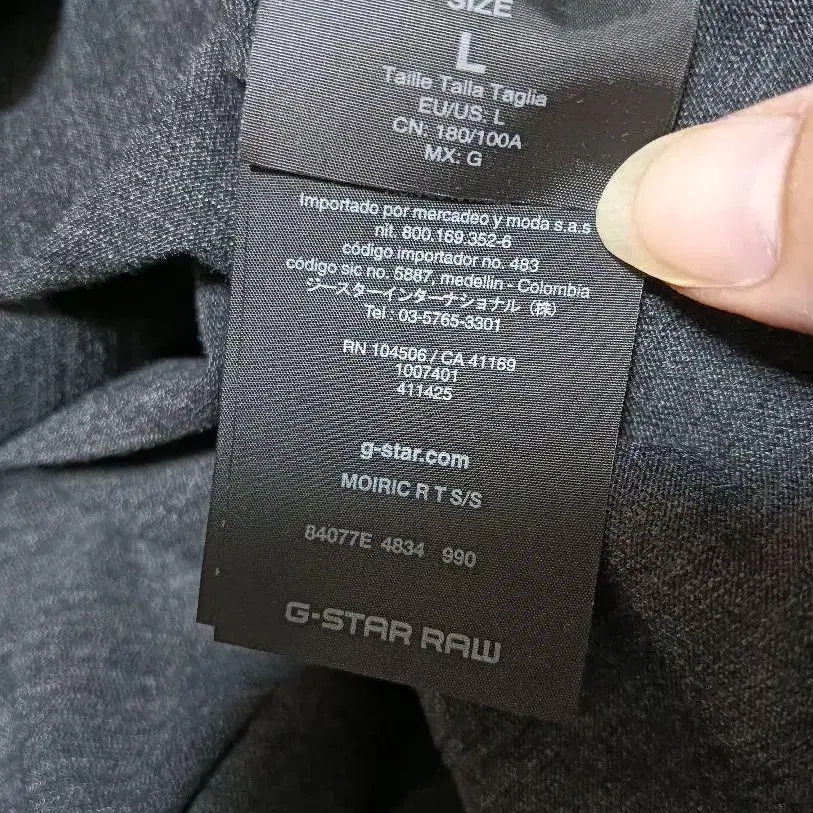 SIZE
L
Taille Talla Taglia
EU/US: L
CN: 180/100A
MX: G
Importado por mercadeo y moda s.a.s
nit. 800.169.352-6
código importador no. 483
código sic no. 5887, medellin - Colombia
ジースターインターナショナル（株）
Tel : 03-5765-3301
RN 104506 / CA 41169
1007401
411425
g-star.com
MOIRIC R T S/S
84077E 4834 990
G-STAR RAW